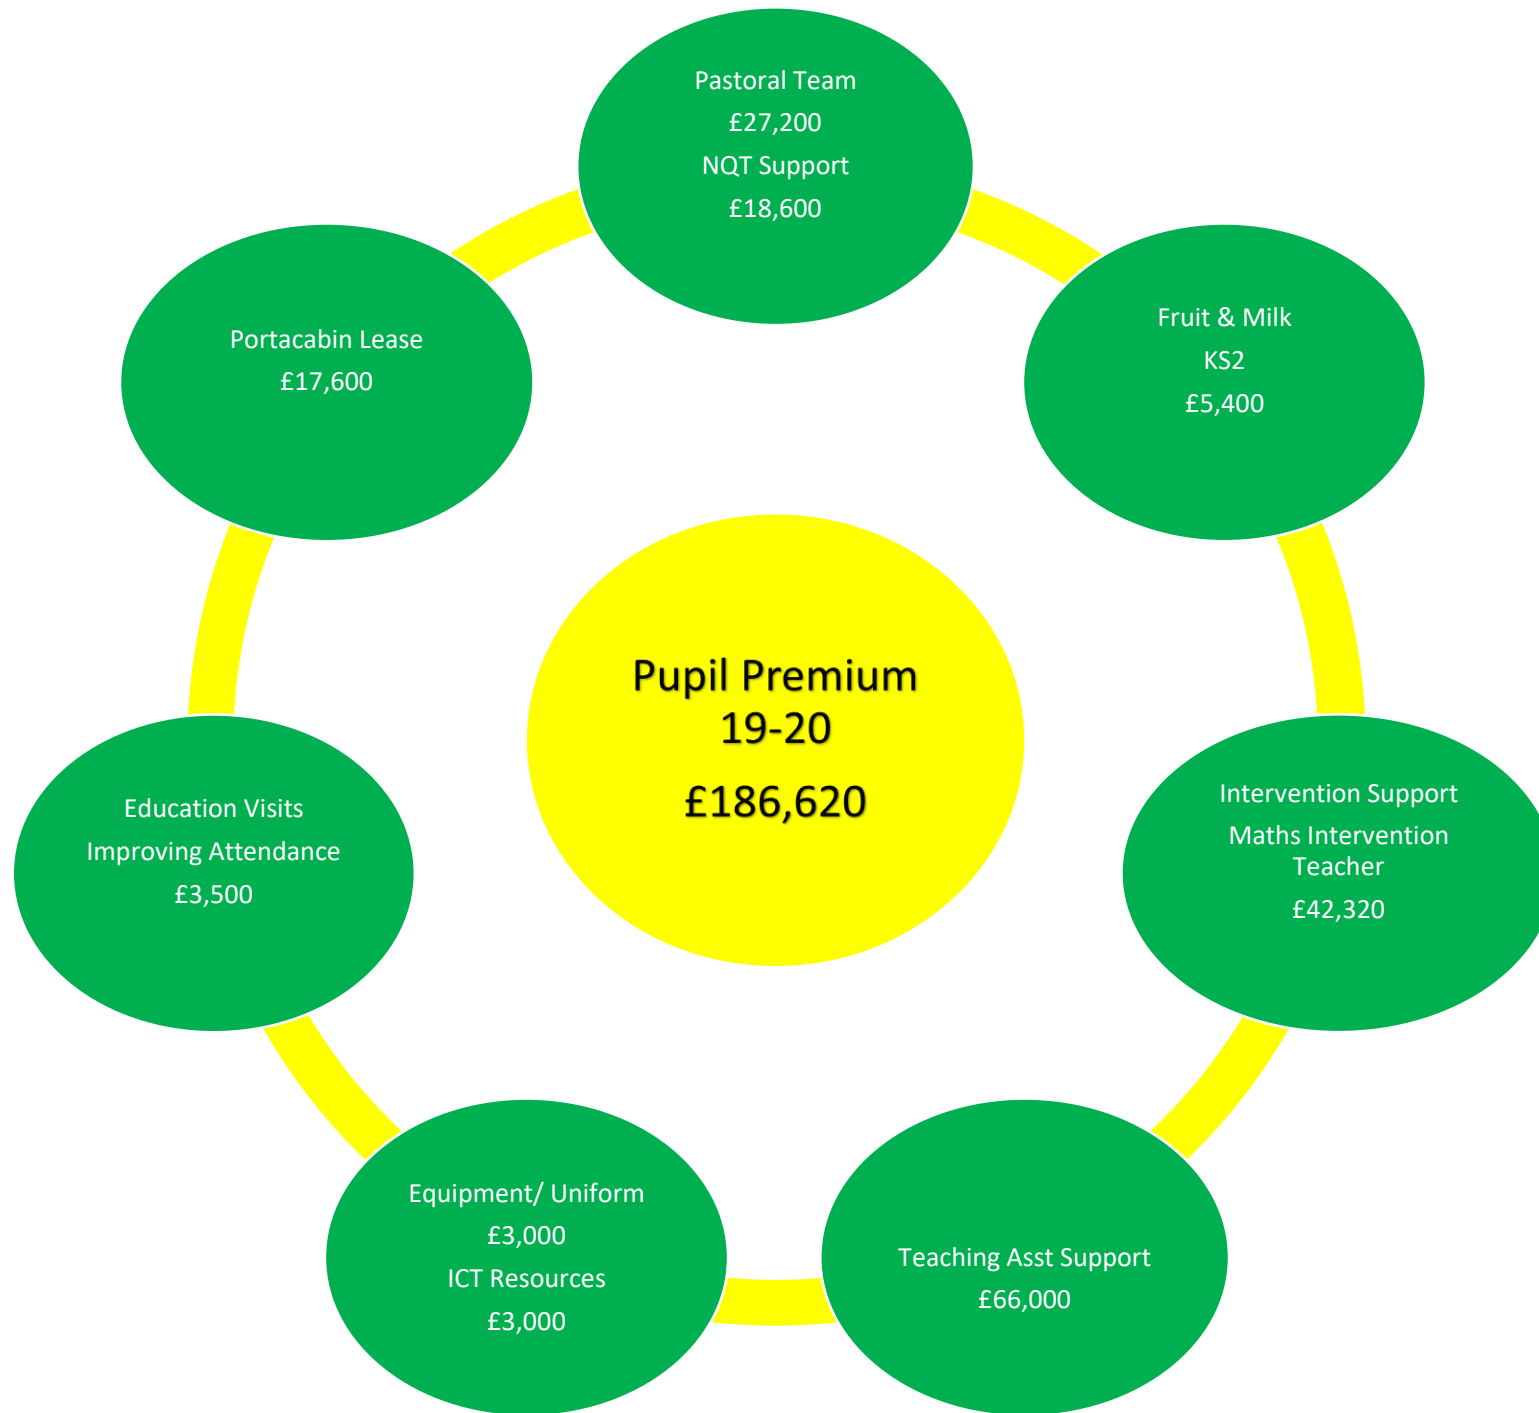 Pastoral Team
£27,200
NQT Support
£18,600
Fruit & Milk
KS2
£5,400
Intervention Support
Maths Intervention
Teacher
£42,320
Teaching Asst Support
£66,000
Equipment/ Uniform
£3,000
ICT Resources
£3,000
Education Visits
Improving Attendance
£3,500
Portacabin Lease
£17,600
Pupil Premium
19-20
£186,620